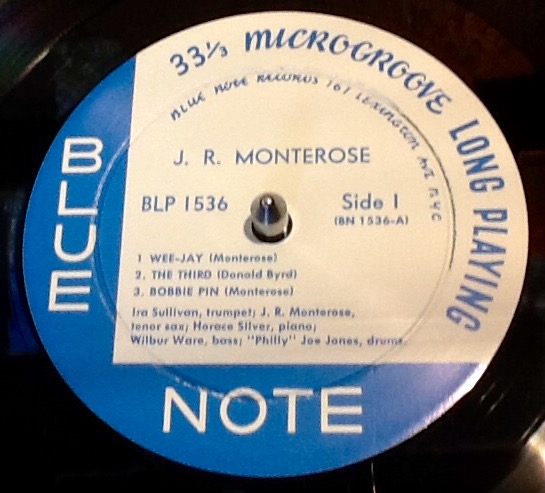 33⅓ MICROGROOVE LONG PLAYING
BLUE NOTE RECORDS 767 LEXINGTON AVE NYC
J. R. MONTEROSE
BLP 1536
Side 1
(BN 1536-A)
1 WEE-JAY (Monterose)
2. THE THIRD (Donald Byrd)
3. BOBBIE PIN (Monterose)
Ira Sullivan, trumpet; J. R. Monterose,
tenor sax; Horace Silver, piano;
Wilbur Ware, bass; "Philly" Joe Jones, drums.
BLUE
NOTE